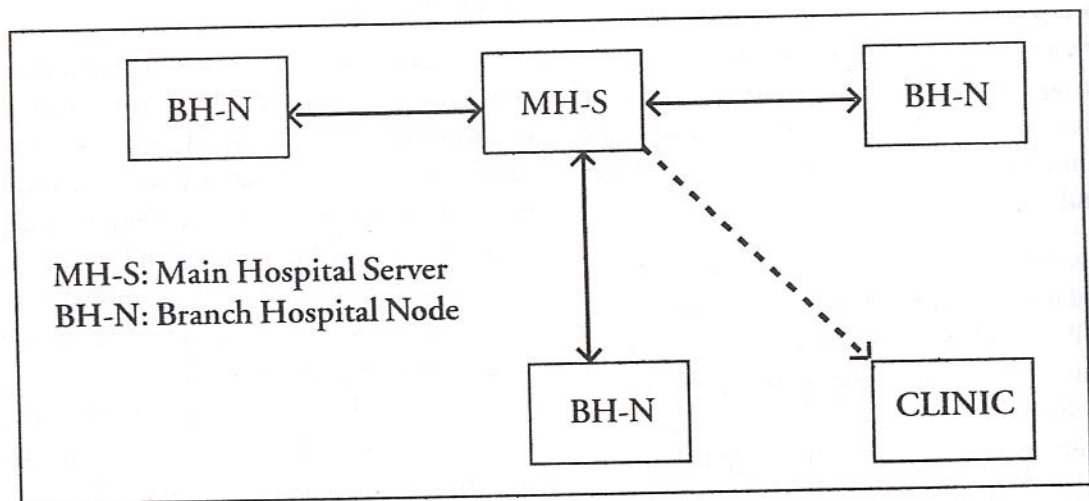 BH-N
MH-S
BH-N
MH-S: Main Hospital Server
BH-N: Branch Hospital Node
BH-N
CLINIC